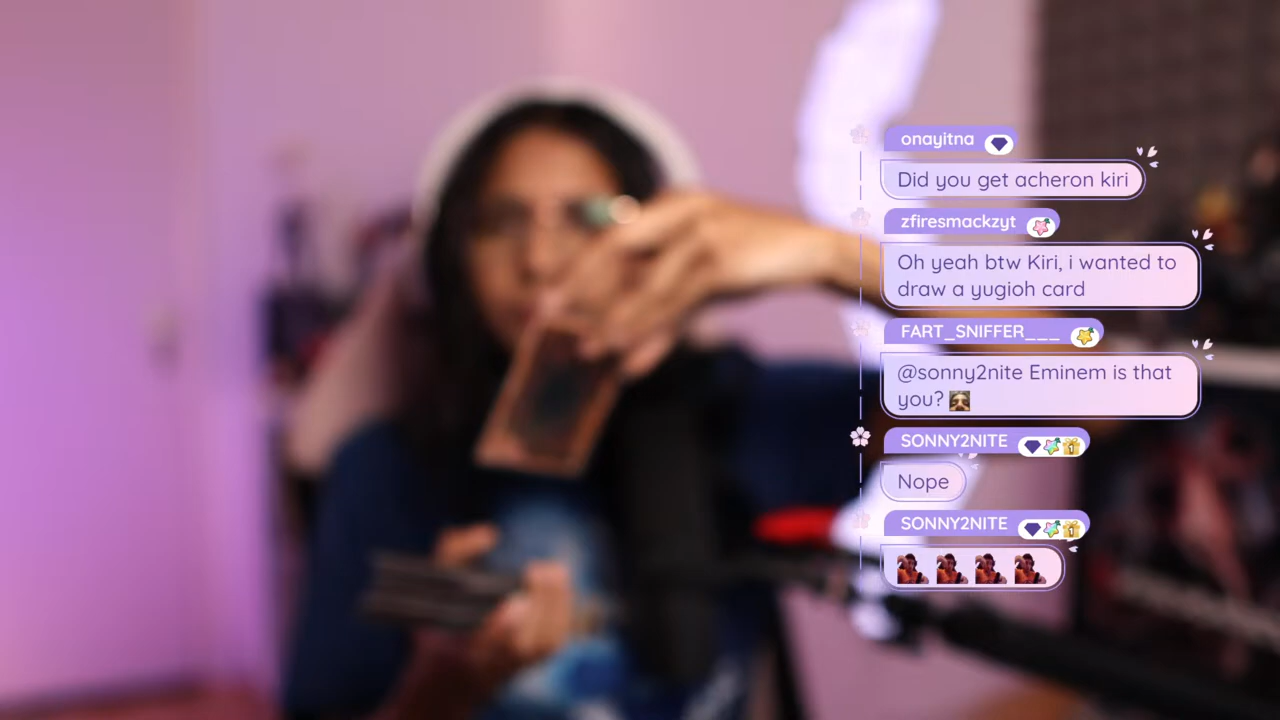 onayitna
Did you get acheron kiri
zfiresmackzyt
Oh yeah btw Kiri, i wanted to
draw a yugioh card
FART_SNIFFER___
@sonny2nite Eminem is that
you?
SONNY2NITE
Nope
SONNY2NITE